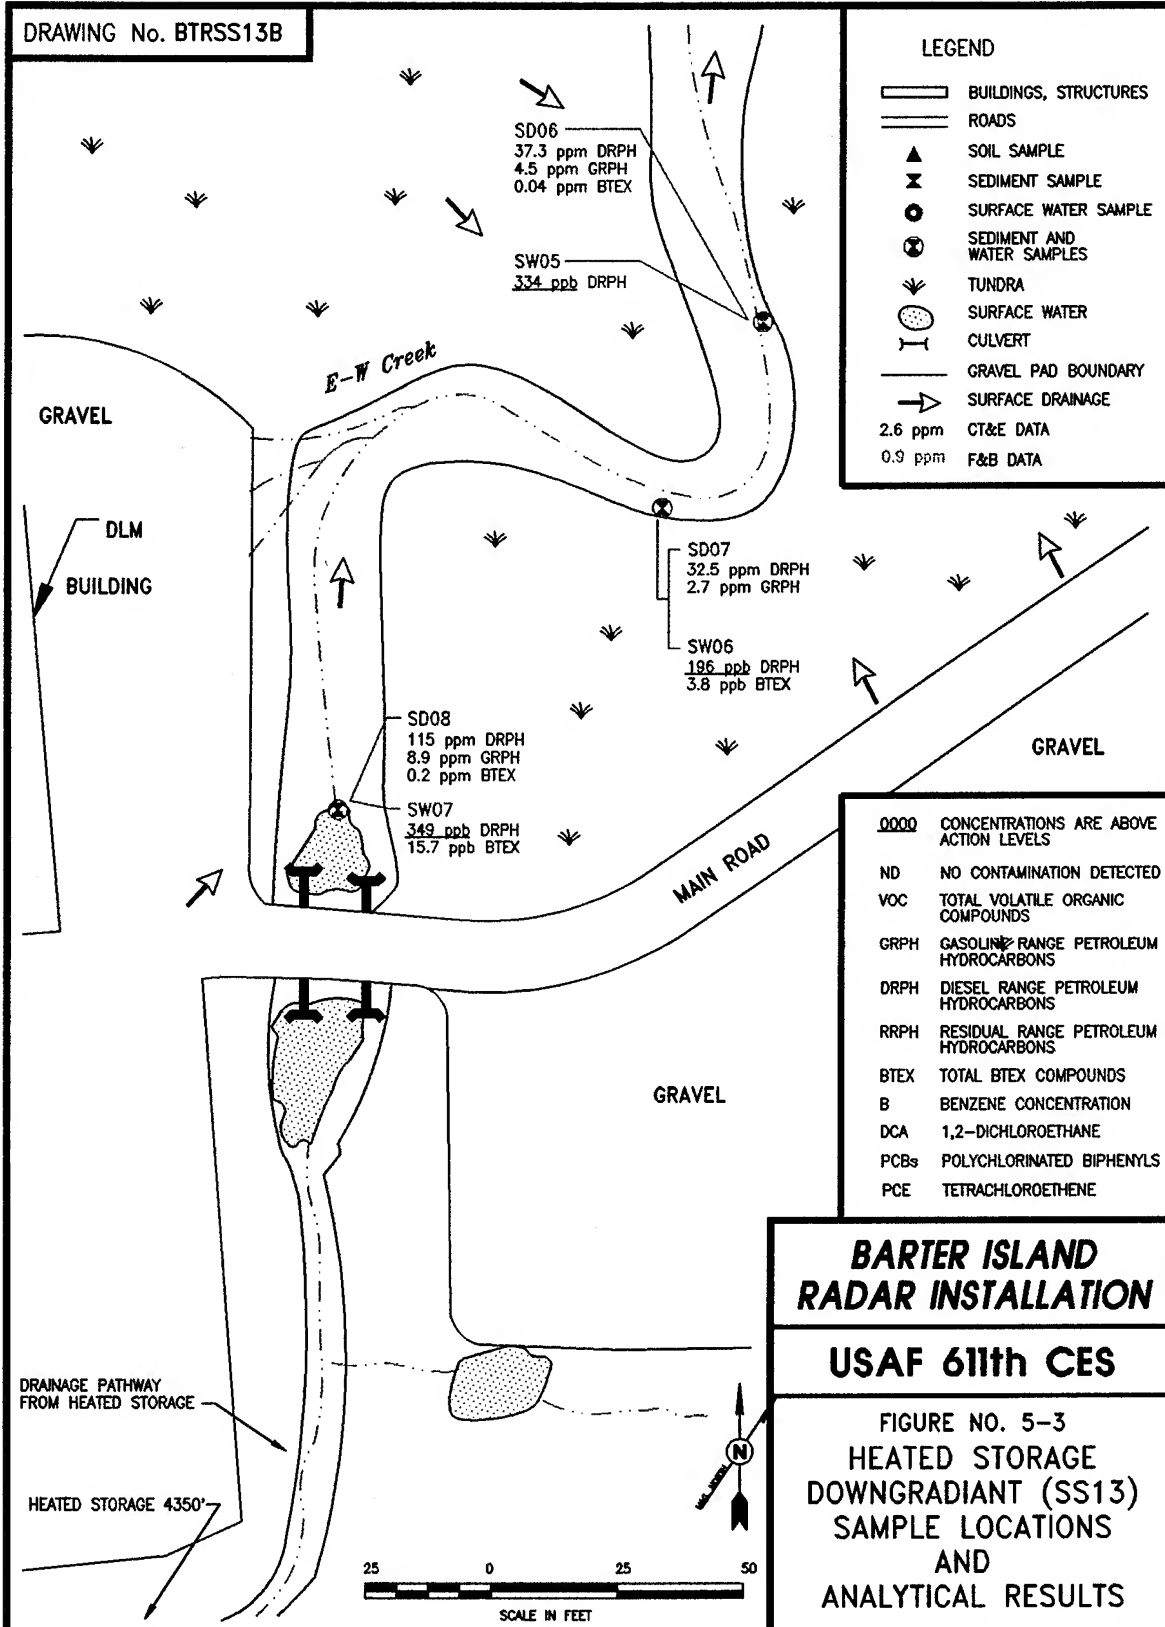 DRAWING No. BTRSS13B
SD06
37.3 ppm DRPH
4.5 ppm GRPH
0.04 ppm BTEX
SW05
334 ppb DRPH
E-W Creek
GRAVEL
DLM
BUILDING
SD07
32.5 ppm DRPH
2.7 ppm GRPH
SW06
196 ppb DRPH
3.8 ppb BTEX
SD08
115 ppm DRPH
8.9 ppm GRPH
0.2 ppm BTEX
SW07
349 ppb DRPH
15.7 ppb BTEX
MAIN ROAD
GRAVEL
GRAVEL
DRAINAGE PATHWAY
FROM HEATED STORAGE
HEATED STORAGE 4350'
N
25 0 25 50
SCALE IN FEET
LEGEND
BUILDINGS, STRUCTURES
ROADS
SOIL SAMPLE
SEDIMENT SAMPLE
SURFACE WATER SAMPLE
SEDIMENT AND
WATER SAMPLES
TUNDRA
SURFACE WATER
CULVERT
GRAVEL PAD BOUNDARY
SURFACE DRAINAGE
2.6 ppm CT&E DATA
0.9 ppm F&B DATA
0000 CONCENTRATIONS ARE ABOVE
ACTION LEVELS
ND NO CONTAMINATION DETECTED
VOC TOTAL VOLATILE ORGANIC
COMPOUNDS
GRPH GASOLINE RANGE PETROLEUM
HYDROCARBONS
DRPH DIESEL RANGE PETROLEUM
HYDROCARBONS
RRPH RESIDUAL RANGE PETROLEUM
HYDROCARBONS
BTEX TOTAL BTEX COMPOUNDS
B BENZENE CONCENTRATION
DCA 1,2-DICHLOROETHANE
PCBs POLYCHLORINATED BIPHENYLS
PCE TETRACHLOROETHENE
BARTER ISLAND
RADAR INSTALLATION
USAF 611th CES
FIGURE NO. 5-3
HEATED STORAGE
DOWNGRADIANT (SS13)
SAMPLE LOCATIONS
AND
ANALYTICAL RESULTS